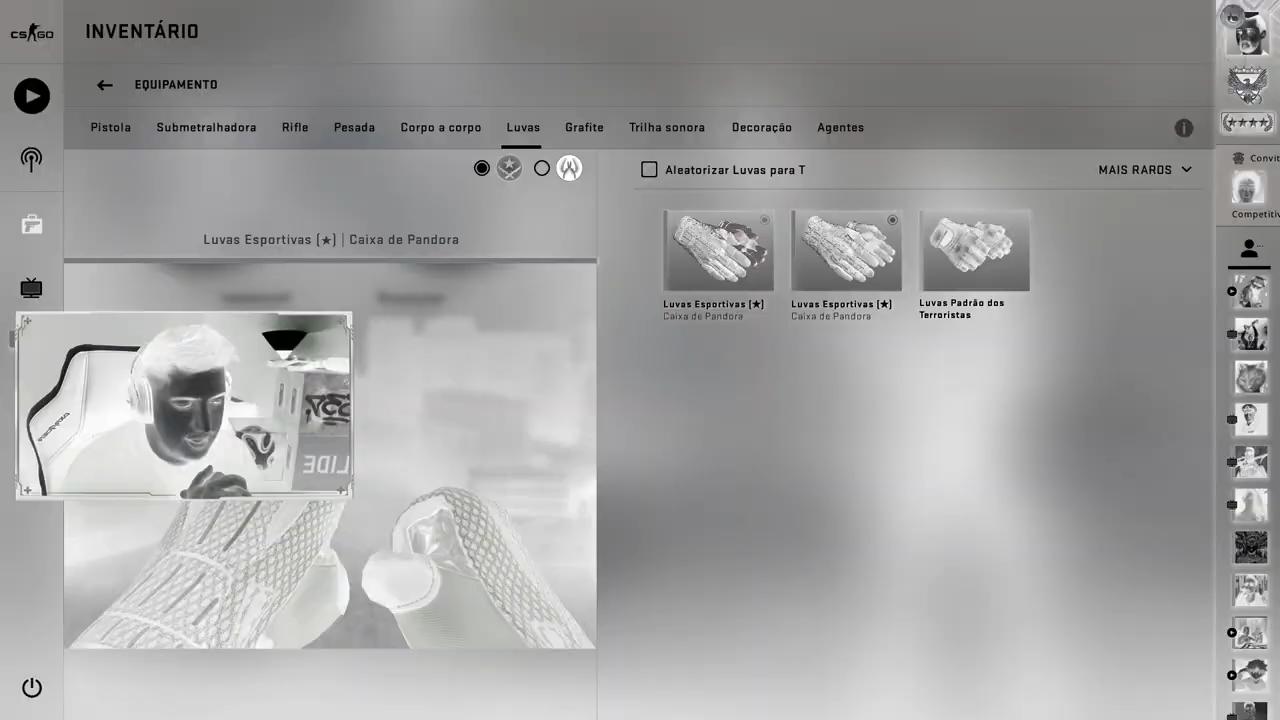 CS GO
INVENTÁRIO
EQUIPAMENTO
Pistola
Submetralhadora
Rifle
Pesada
Corpo a corpo
Luvas
Grafite
Trilha sonora
Decoração
Agentes
Aleatorizar Luvas para T
MAIS RAROS
Luvas Esportivas (★) | Caixa de Pandora
Luvas Esportivas (★)
Caixa de Pandora
Luvas Esportivas (★)
Caixa de Pandora
Luvas Padrão dos
Terroristas
Convit
Competitiv